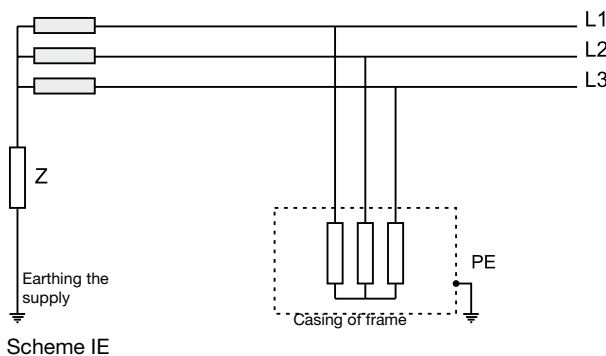 L1
L2
L3
Z
PE
Earthing the
supply
Casing of frame
Scheme IE